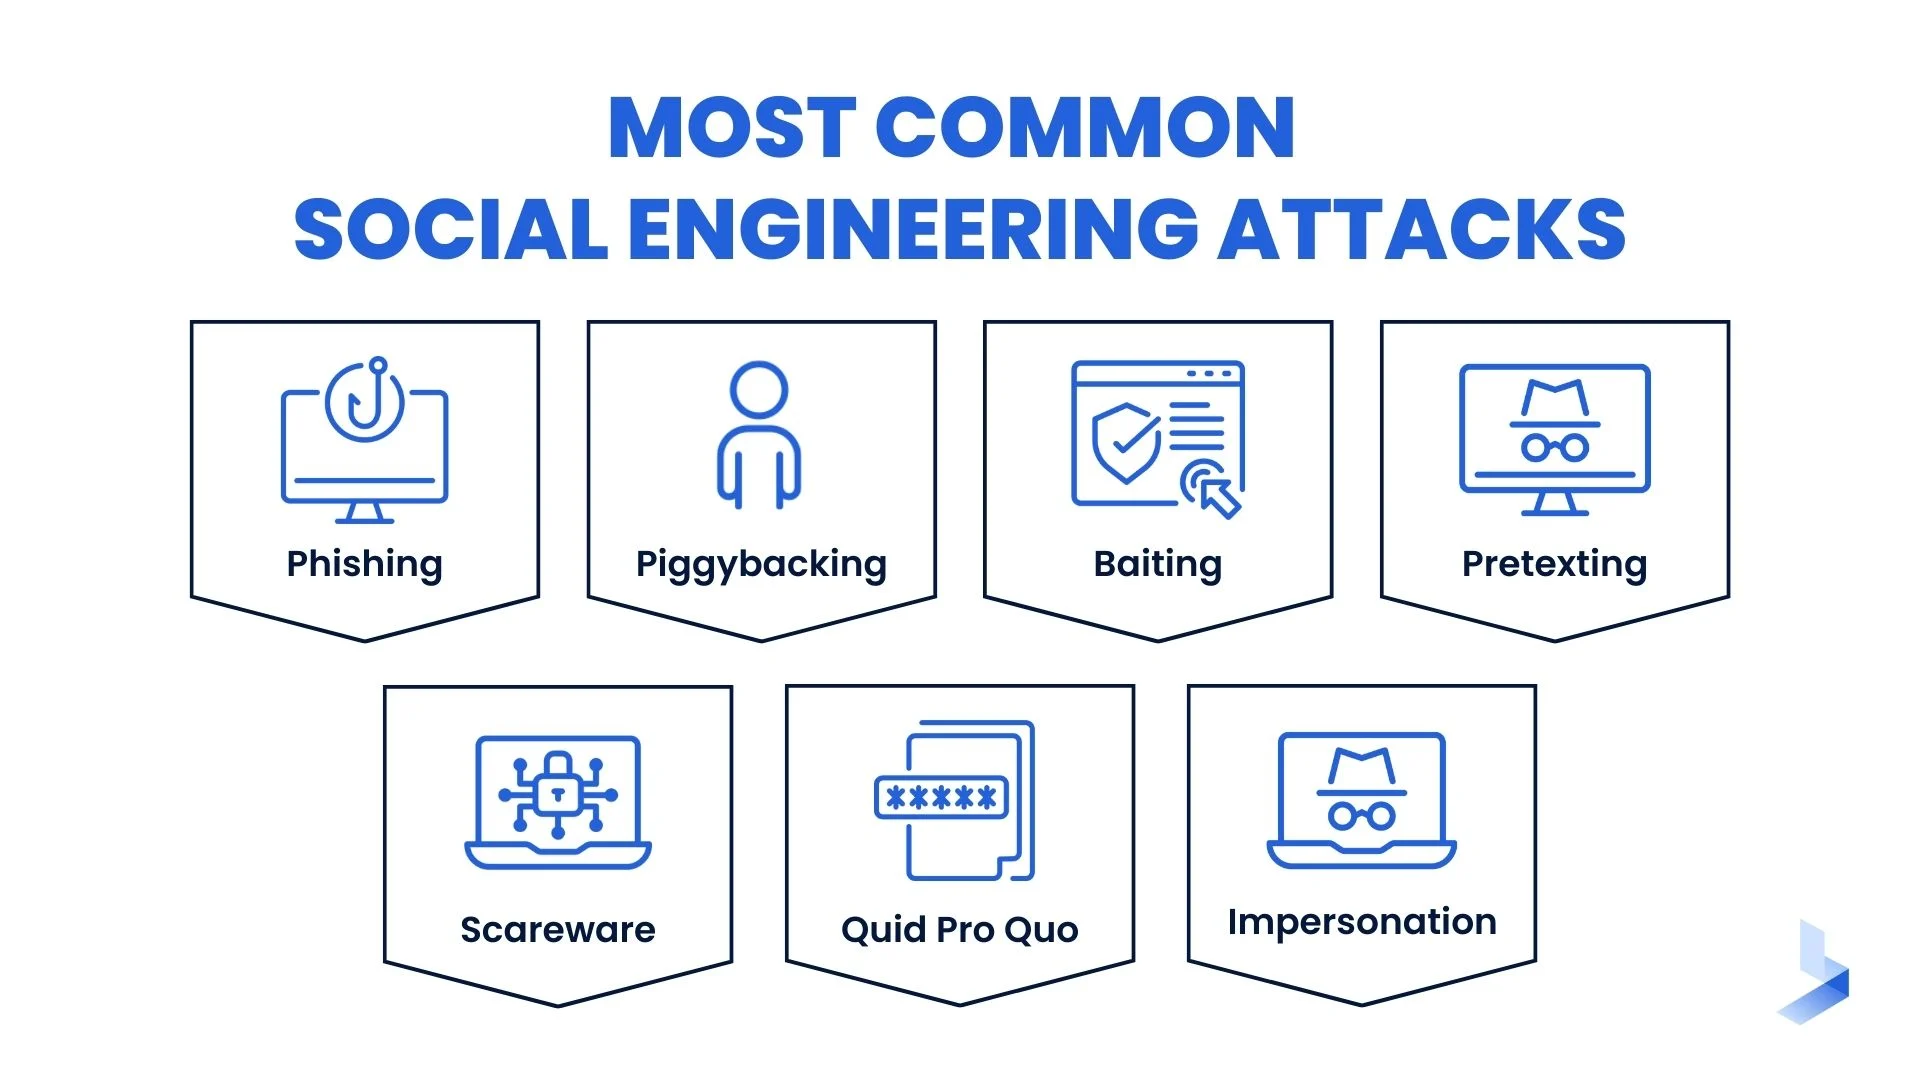 MOST COMMON
SOCIAL ENGINEERING ATTACKS
Phishing
Piggybacking
Baiting
Pretexting
*****
Scareware
Quid Pro Quo
Impersonation